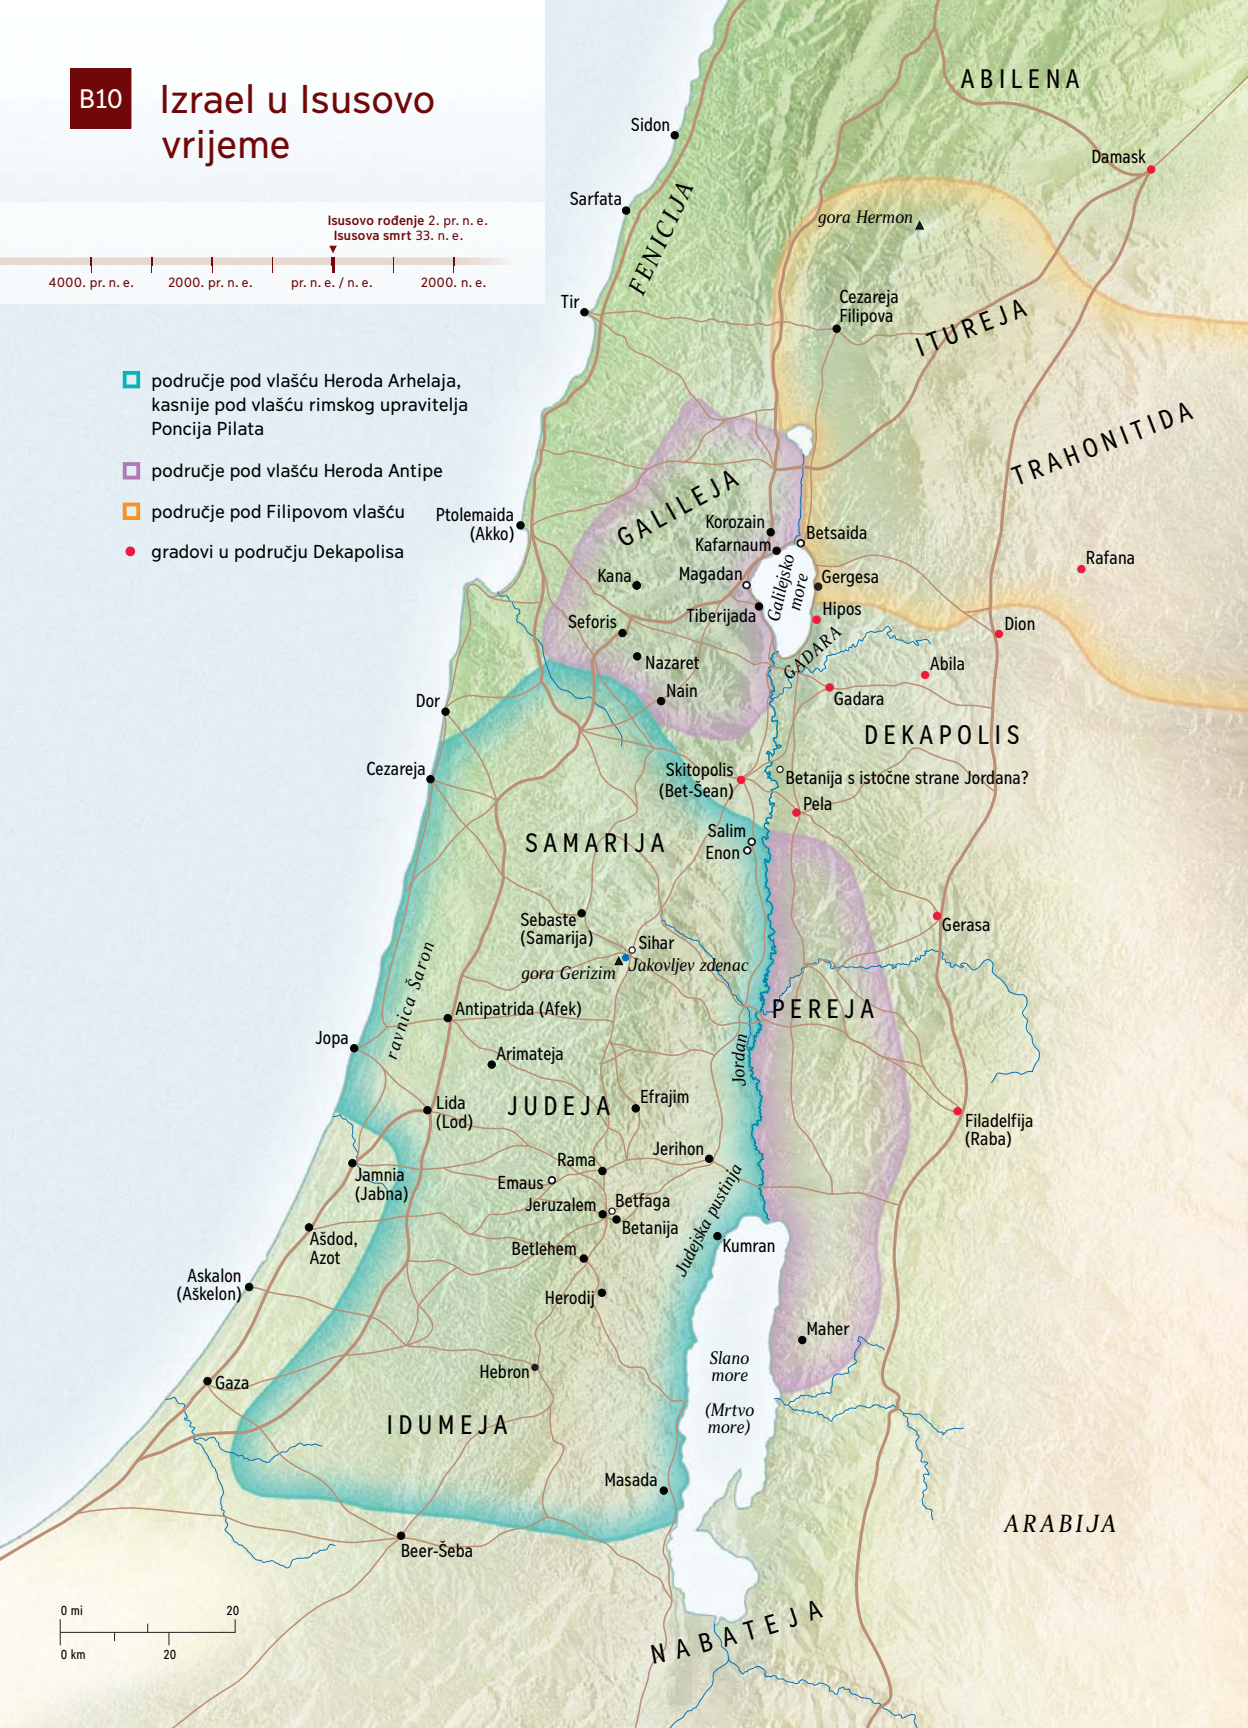 B10
Izrael u Isusovo
vrijeme
Isusovo rođenje 2. pr. n. e.
Isusova smrt 33. n. e.
4000. pr. n. e.
2000. pr. n. e.
pr. n. e. / n. e.
2000. n. e.
područje pod vlašću Heroda Arhelaja,
kasnije pod vlašću rimskog upravitelja
Poncija Pilata
područje pod vlašću Heroda Antipe
područje pod Filipovom vlašću
gradovi u području Dekapolisa
ABILENA
Sidon
Damask
Sarfata
FENICIJA
gora Hermon
Tir
Cezareja
Filipova
ITUREJA
TRAHONITIDA
GALILEJA
Ptolemaida
(Akko)
Korozain
Kafarnaum
Betsaida
Rafana
Kana
Magadan
Galilejsko
more
Gergesa
Tiberijada
Hipos
Seforis
Dion
GADARA
Nazaret
Abila
Nain
Gadara
Dor
DEKAPOLIS
Cezareja
Skitopolis
(Bet-Šean)
Betanija s istočne strane Jordana?
Pela
SAMARIJA
Salim
Enon
Sebaste
(Samarija)
Gerasa
Sihar
Jakovljev zdenac
gora Gerizim
ravnica Šaron
Antipatrida (Afek)
PEREJA
Jopa
Arimateja
Jordan
JUDEJA
Efrajim
Lida
(Lod)
Filadelfija
(Raba)
Jerihon
Rama
Jamnia
(Jabna)
Emaus
Jeruzalem
Betfaga
Betanija
Judejska pustinja
Ašdod,
Azot
Betlehem
Kumran
Askalon
(Aškelon)
Herodij
Maher
Slano
more
(Mrtvo
more)
Hebron
Gaza
IDUMEJA
Masada
ARABIJA
Beer-Šeba
NABATEJA
0 mi
20
0 km
20